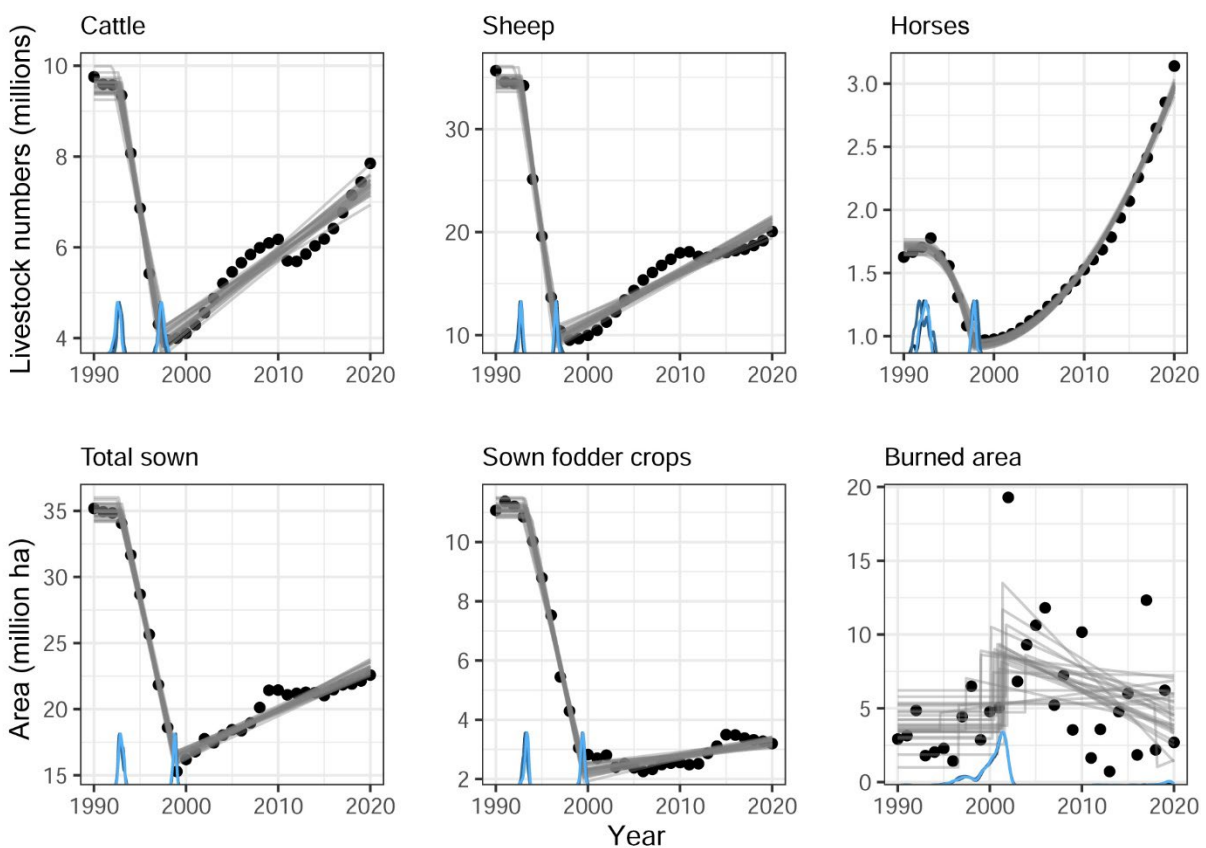 Cattle
Sheep
Horses
Livestock numbers (millions)
10
8
6
4
1990 2000 2010 2020
30
20
10
1990 2000 2010 2020
3.0
2.5
2.0
1.5
1.0
1990 2000 2010 2020
Total sown
Sown fodder crops
Burned area
Area (million ha)
35
30
25
20
15
1990 2000 2010 2020
10
8
6
4
2
1990 2000 2010 2020
20
15
10
5
0
1990 2000 2010 2020
Year